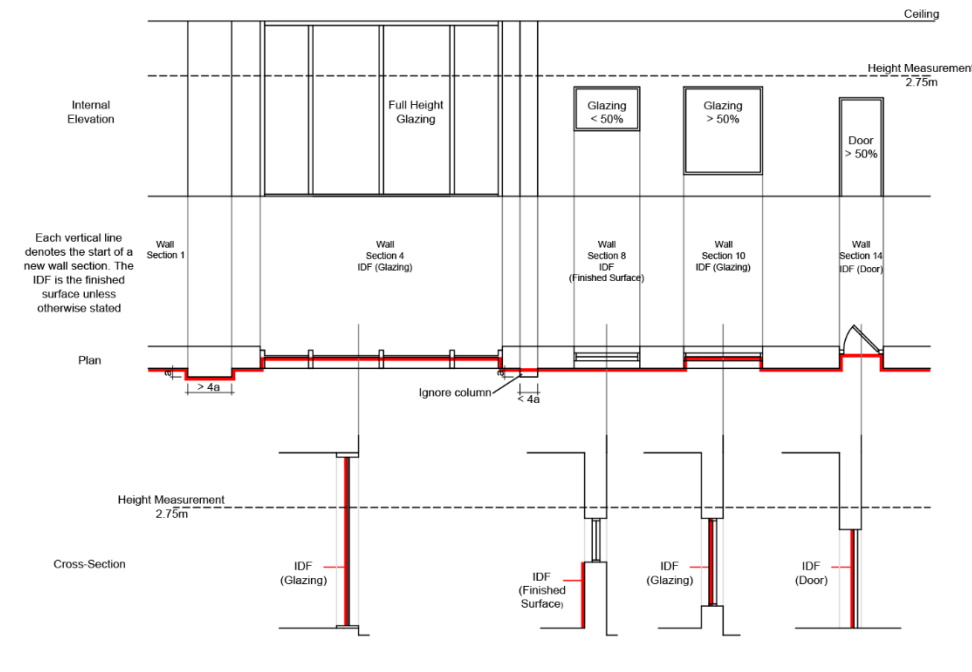 Ceiling
Height Measurement
2.75m
Internal
Elevation
Full Height
Glazing
Glazing
< 50%
Glazing
> 50%
Door
> 50%
Each vertical line
denotes the start of a
new wall section. The
IDF is the finished
surface unless
otherwise stated
Wall
Section 1
Wall
Section 4
IDF (Glazing)
Wall
Section 8
IDF
(Finished Surface)
Wall
Section 10
IDF (Glazing)
Wall
Section 14
IDF (Door)
Plan
a
> 4a
a
Ignore column
< 4a
Height Measurement
2.75m
Cross-Section
IDF
(Glazing)
IDF
(Finished
Surface)
IDF
(Glazing)
IDF
(Door)